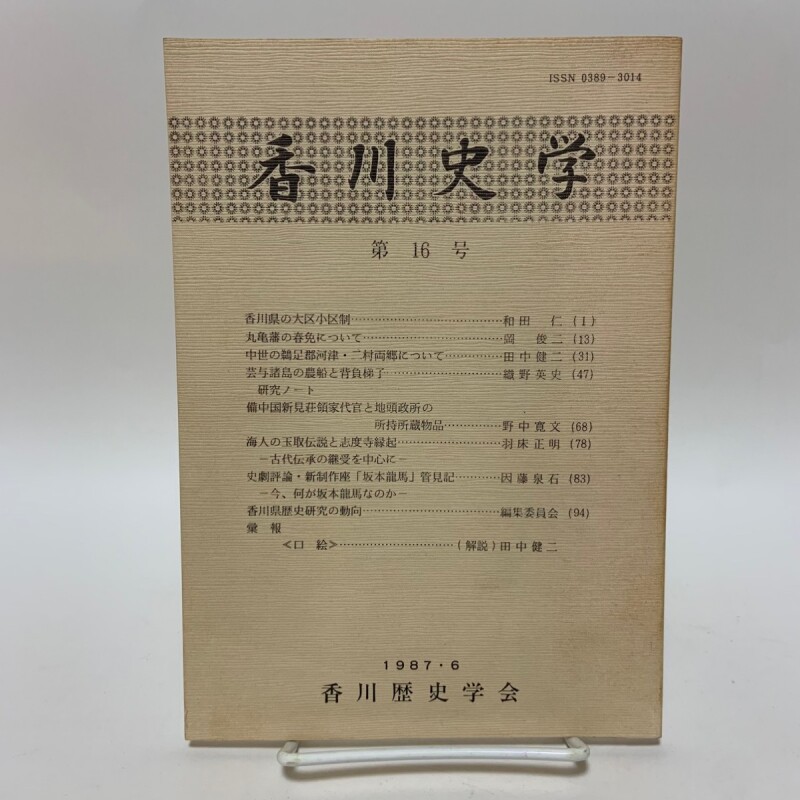 ISSN 0389-3014
香川史学
第 16 号
香川県の大区小区制……………………………和田 仁 (1)
丸亀藩の春免について…………………………岡 俊二 (13)
中世の鵜足郡河津・二村両郷について…………田中健二 (31)
芸与諸島の農船と背負梯子……………………織野英史 (47)
研究ノート
備中国新見荘領家代官と地頭政所の
所持所蔵物品……………野中寛文 (68)
海人の玉取伝説と志度寺縁起…………………羽床正明 (78)
－古代伝承の継受を中心に－
史劇評論・新制作座「坂本龍馬」管見記………因藤泉石 (83)
－今、何が坂本龍馬なのか－
香川県歴史研究の動向…………………………編集委員会 (94)
彙 報
≪口 絵≫…………………………(解説) 田中健二
1987・6
香川歴史学会